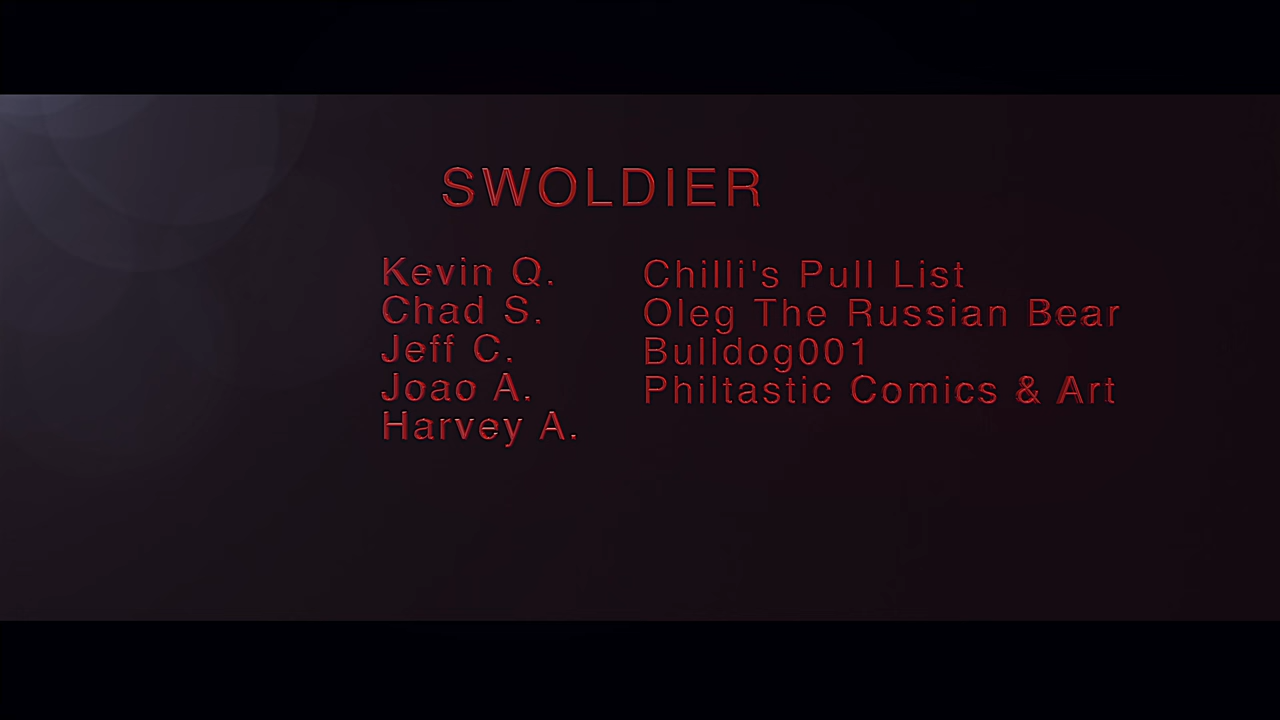 SWOLDIER
Kevin Q.
Chad S.
Jeff C.
Joao A.
Harvey A.
Chilli's Pull List
Oleg The Russian Bear
Bulldog001
Philtastic Comics & Art